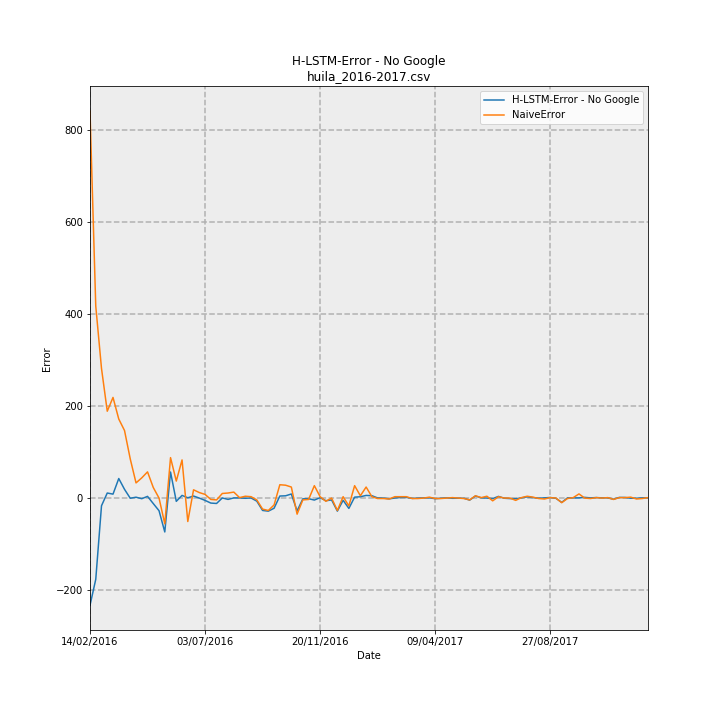 H-LSTM-Error - No Google
huila_2016-2017.csv
H-LSTM-Error - No Google
NaiveError
800
600
400
200
0
−200
Error
14/02/2016
03/07/2016
20/11/2016
09/04/2017
27/08/2017
Date